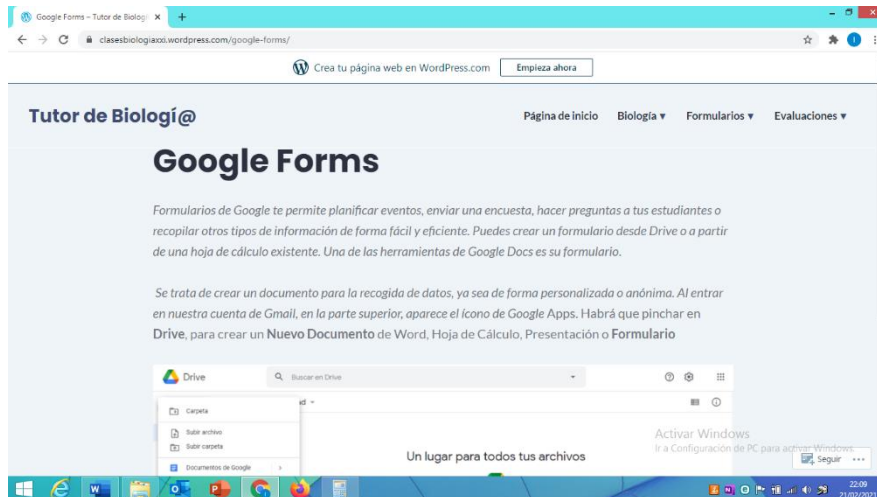 Google Forms – Tutor de Biologí
clasesbiologiaxxi.wordpress.com/google-forms/
Crea tu página web en WordPress.com Empieza ahora
Tutor de Biologí@ Página de inicio Biología Formularios Evaluaciones
Google Forms
Formularios de Google te permite planificar eventos, enviar una encuesta, hacer preguntas a tus estudiantes o
recopilar otros tipos de información de forma fácil y eficiente. Puedes crear un formulario desde Drive o a partir
de una hoja de cálculo existente. Una de las herramientas de Google Docs es su formulario.
Se trata de crear un documento para la recogida de datos, ya sea de forma personalizada o anónima. Al entrar
en nuestra cuenta de Gmail, en la parte superior, aparece el ícono de Google Apps. Habrá que pinchar en
Drive, para crear un Nuevo Documento de Word, Hoja de Cálculo, Presentación o Formulario
Drive Buscar en Drive
Carpeta
Subir archivo
Subir carpeta
Documentos de Google
Un lugar para todos tus archivos
Activar Windows
Ir a Configuración de PC para activar Windows.
Seguir
22:09
21/02/2021